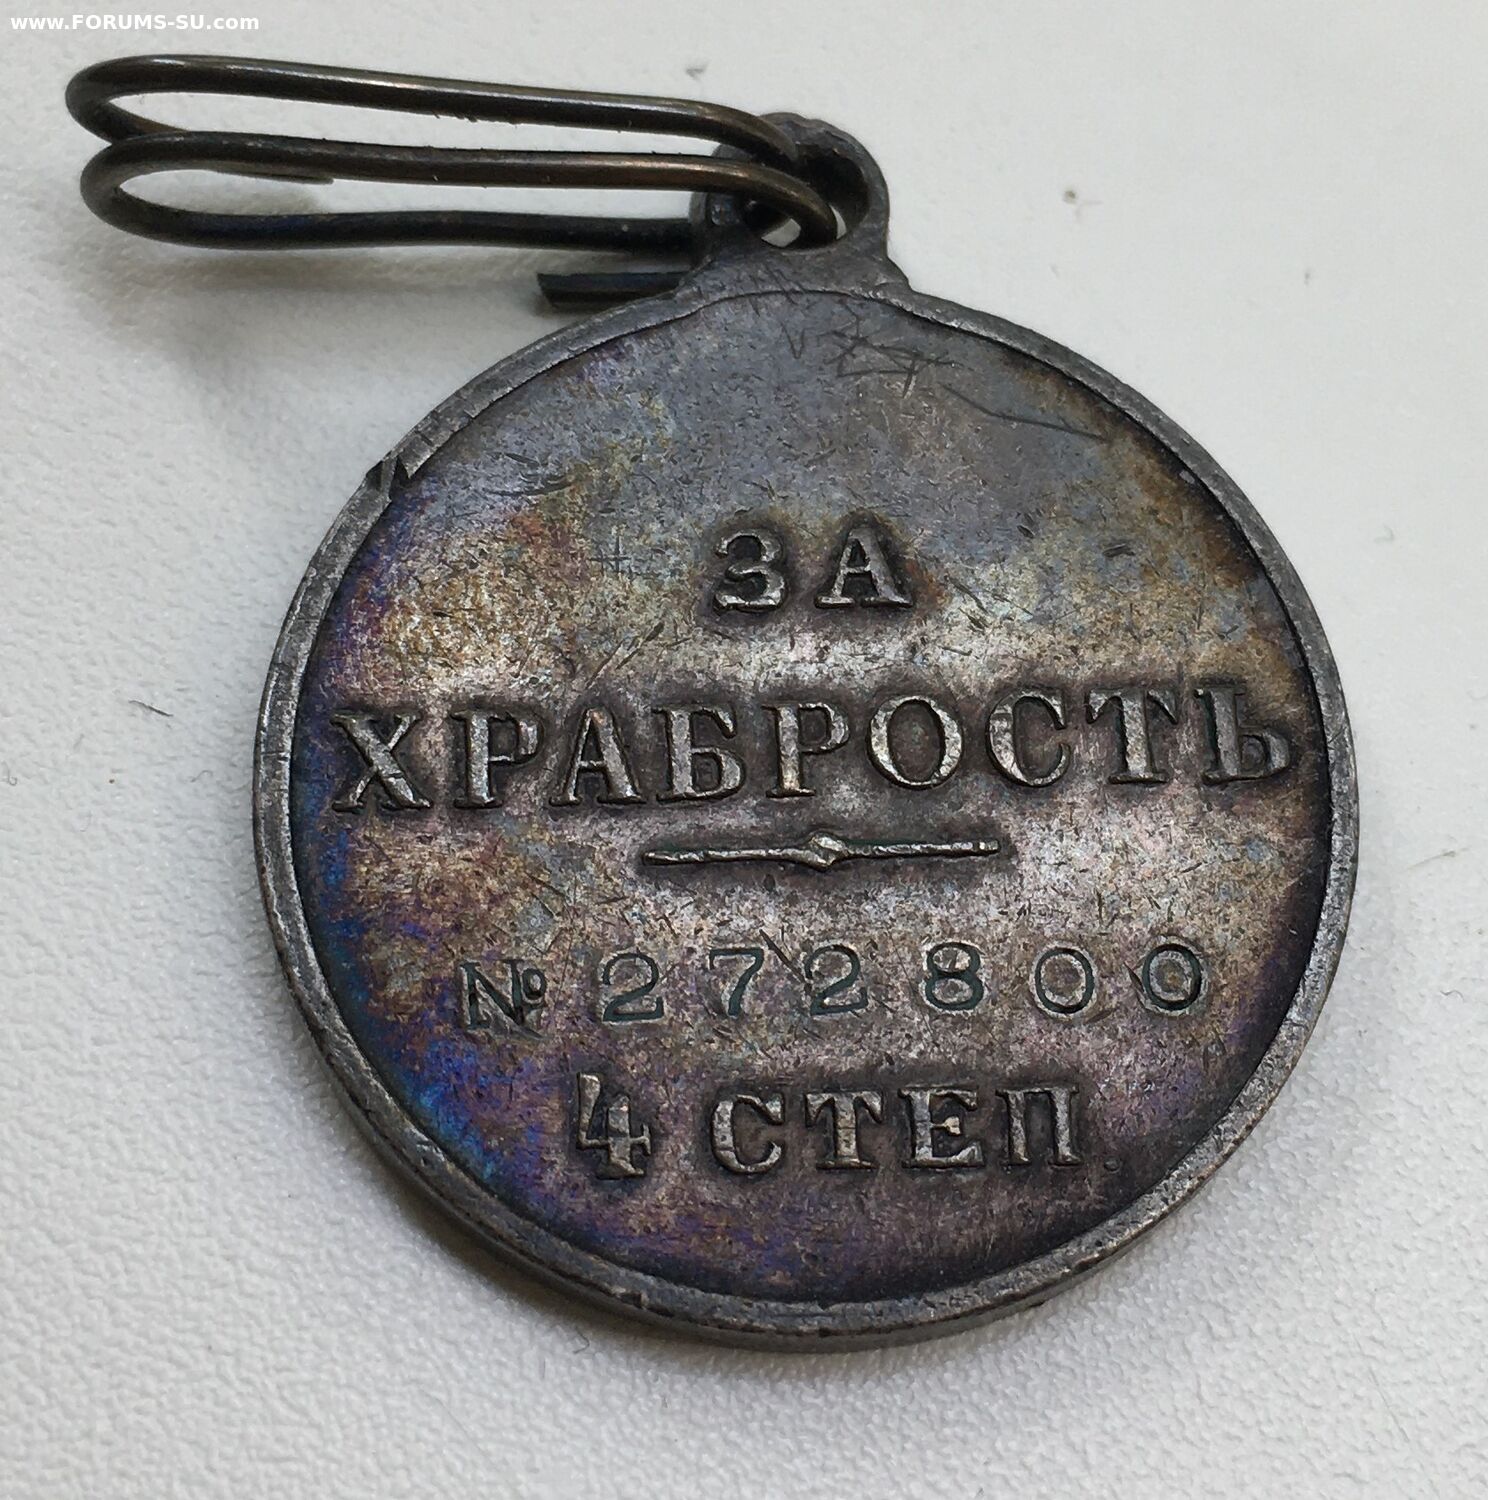 www.FORUMS-SU.com
ЗА
ХРАБРОСТЬ
№ 272800
4 СТЕП.